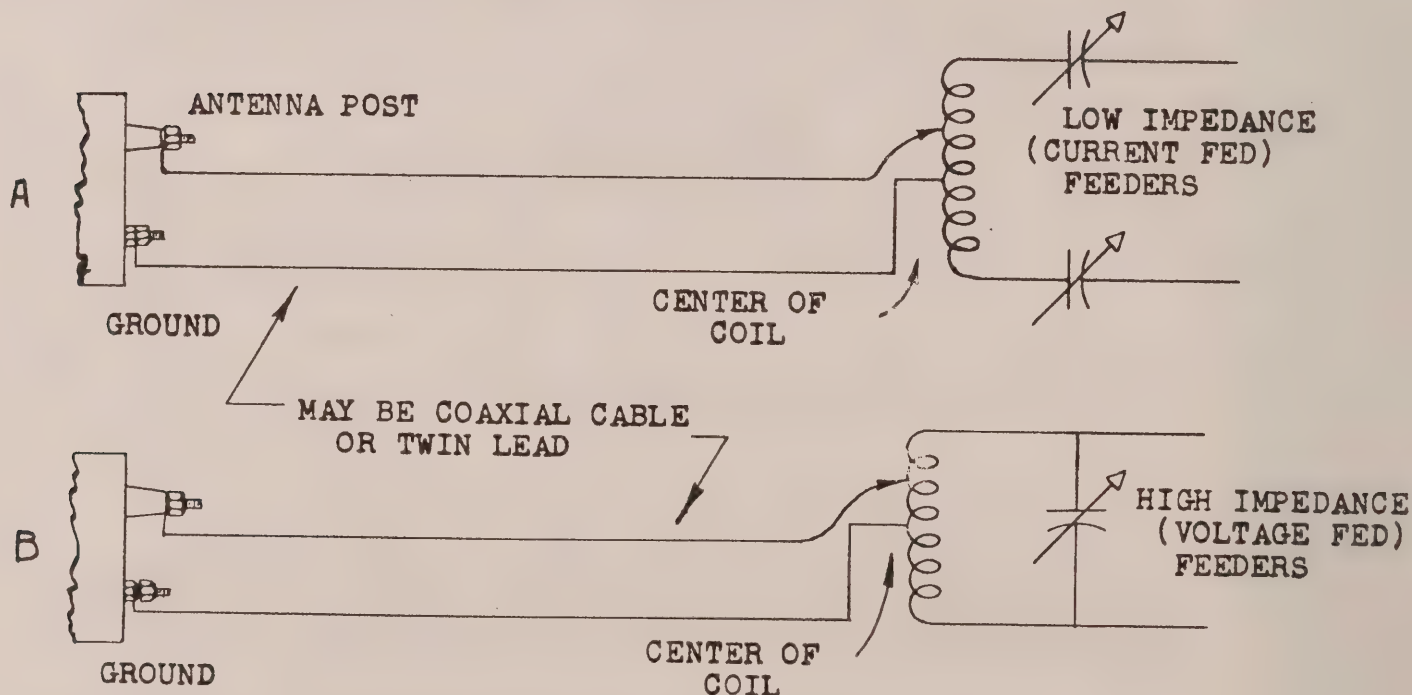 ANTENNA POST
LOW IMPEDANCE
(CURRENT FED)
FEEDERS
A
CENTER OF
COIL
GROUND
MAY BE COAXIAL CABLE
OR TWIN LEAD
HIGH IMPEDANCE
(VOLTAGE FED)
FEEDERS
B
CENTER OF
COIL
GROUND